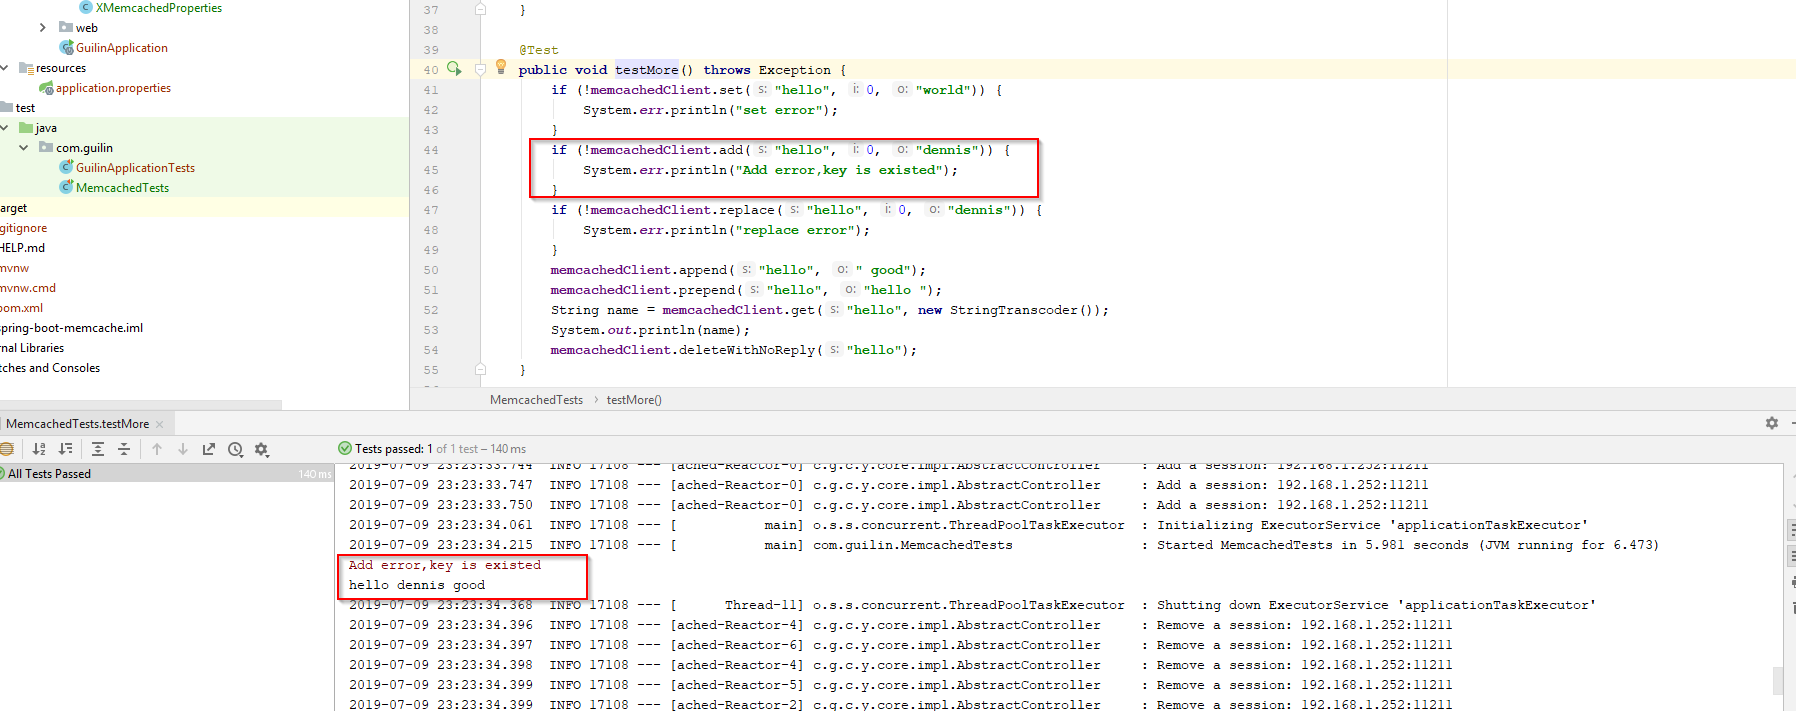 XMemcachedProperties
web
GuilinApplication
resources
application.properties
test
java
com.guilin
GuilinApplicationTests
MemcachedTests
arget
gitignore
HELP.md
mvnw
mvnw.cmd
pom.xml
spring-boot-memcache.iml
rnal Libraries
tches and Consoles
37 }
38
39 @Test
40 public void testMore() throws Exception {
41 if (!memcachedClient.set( s: "hello", i: 0, o: "world")) {
42 System.err.println("set error");
43 }
44 if (!memcachedClient.add( s: "hello", i: 0, o: "dennis")) {
45 System.err.println("Add error,key is existed");
46 }
47 if (!memcachedClient.replace( s: "hello", i: 0, o: "dennis")) {
48 System.err.println("replace error");
49 }
50 memcachedClient.append( s: "hello", o: " good");
51 memcachedClient.prepend( s: "hello", o: "hello ");
52 String name = memcachedClient.get( s: "hello", new StringTranscoder());
53 System.out.println(name);
54 memcachedClient.deleteWithNoReply( s: "hello");
55 }
MemcachedTests > testMore()
MemcachedTests.testMore ×
Tests passed: 1 of 1 test – 140 ms
All Tests Passed 140 ms
2019-07-09 23:23:33.744 INFO 17108 --- [ached-Reactor-0] c.g.c.y.core.impl.AbstractController : Add a session: 192.168.1.252:11211
2019-07-09 23:23:33.747 INFO 17108 --- [ached-Reactor-0] c.g.c.y.core.impl.AbstractController : Add a session: 192.168.1.252:11211
2019-07-09 23:23:33.750 INFO 17108 --- [ached-Reactor-0] c.g.c.y.core.impl.AbstractController : Add a session: 192.168.1.252:11211
2019-07-09 23:23:34.061 INFO 17108 --- [ main] o.s.s.concurrent.ThreadPoolTaskExecutor : Initializing ExecutorService 'applicationTaskExecutor'
2019-07-09 23:23:34.215 INFO 17108 --- [ main] com.guilin.MemcachedTests : Started MemcachedTests in 5.981 seconds (JVM running for 6.473)
Add error,key is existed
hello dennis good
2019-07-09 23:23:34.368 INFO 17108 --- [ Thread-11] o.s.s.concurrent.ThreadPoolTaskExecutor : Shutting down ExecutorService 'applicationTaskExecutor'
2019-07-09 23:23:34.396 INFO 17108 --- [ached-Reactor-4] c.g.c.y.core.impl.AbstractController : Remove a session: 192.168.1.252:11211
2019-07-09 23:23:34.397 INFO 17108 --- [ached-Reactor-6] c.g.c.y.core.impl.AbstractController : Remove a session: 192.168.1.252:11211
2019-07-09 23:23:34.398 INFO 17108 --- [ached-Reactor-4] c.g.c.y.core.impl.AbstractController : Remove a session: 192.168.1.252:11211
2019-07-09 23:23:34.399 INFO 17108 --- [ached-Reactor-5] c.g.c.y.core.impl.AbstractController : Remove a session: 192.168.1.252:11211
2019-07-09 23:23:34.399 INFO 17108 --- [ached-Reactor-2] c.g.c.y.core.impl.AbstractController : Remove a session: 192.168.1.252:11211